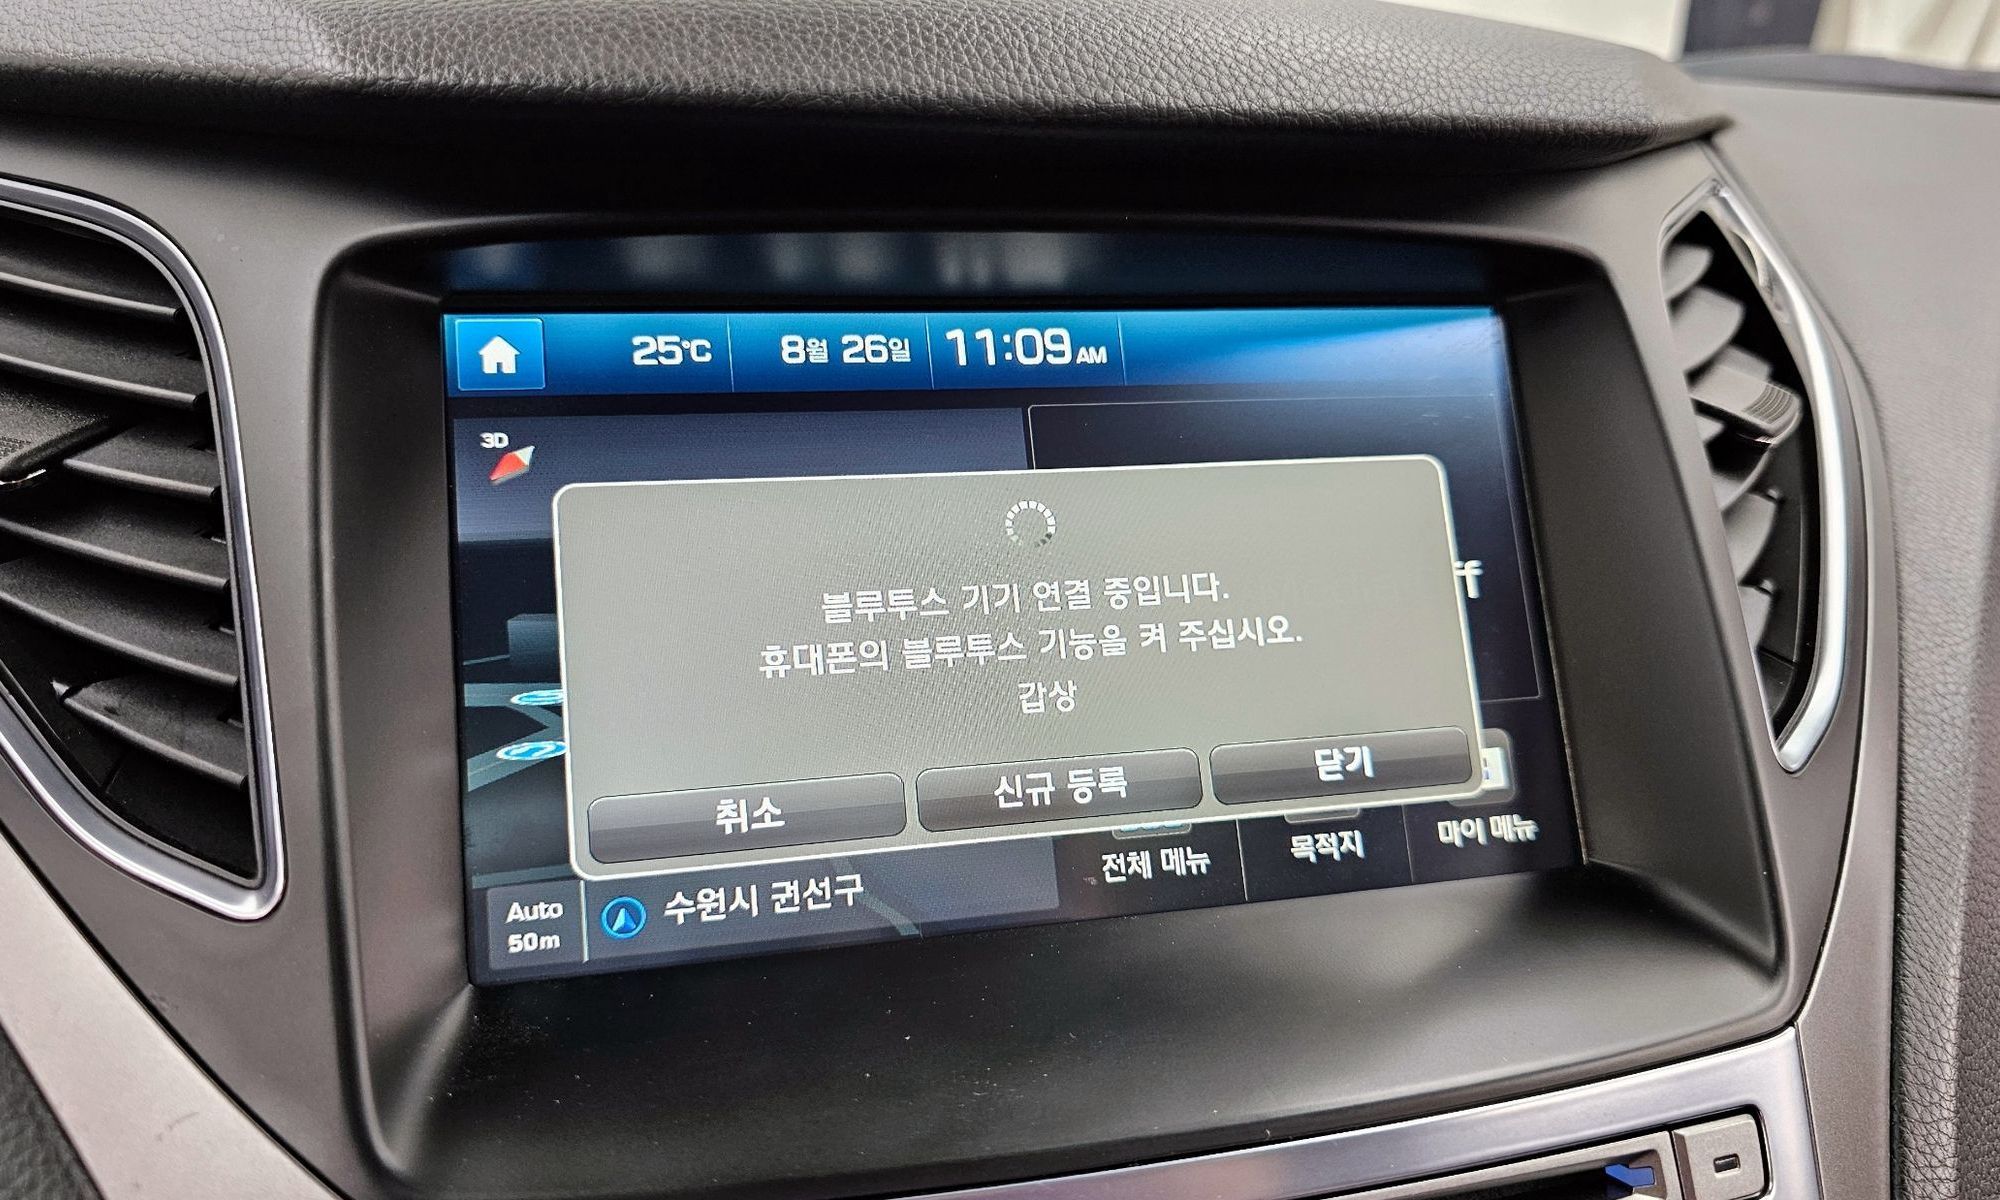 25°C 8월 26일 11:09 AM
3D
블루투스 기기 연결 중입니다.
휴대폰의 블루투스 기능을 켜 주십시오.
갑상
취소 신규 등록 닫기
전체 메뉴 목적지 마이 메뉴
Auto
50m
수원시 권선구